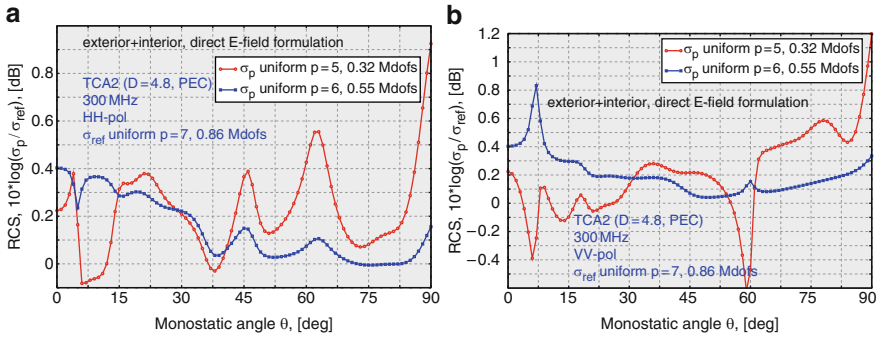 a
exterior+interior, direct E-field formulation
σp uniform p=5, 0.32 Mdofs
σp uniform p=6, 0.55 Mdofs
TCA2 (D=4.8, PEC)
300 MHz
HH-pol
σref uniform p=7, 0.86 Mdofs
RCS, 10*log(σp/σref), [dB]
0.8
0.6
0.4
0.2
0
0 15 30 45 60 75 90
Monostatic angle θ, [deg]
b
σp uniform p=5, 0.32 Mdofs
σp uniform p=6, 0.55 Mdofs
exterior+interior, direct E-field formulation
TCA2 (D=4.8, PEC)
300 MHz
VV-pol
σref uniform p=7, 0.86 Mdofs
RCS, 10*log(σp/σref), [dB]
1.2
1
0.8
0.6
0.4
0.2
0
−0.2
−0.4
0 15 30 45 60 75 90
Monostatic angle θ, [deg]